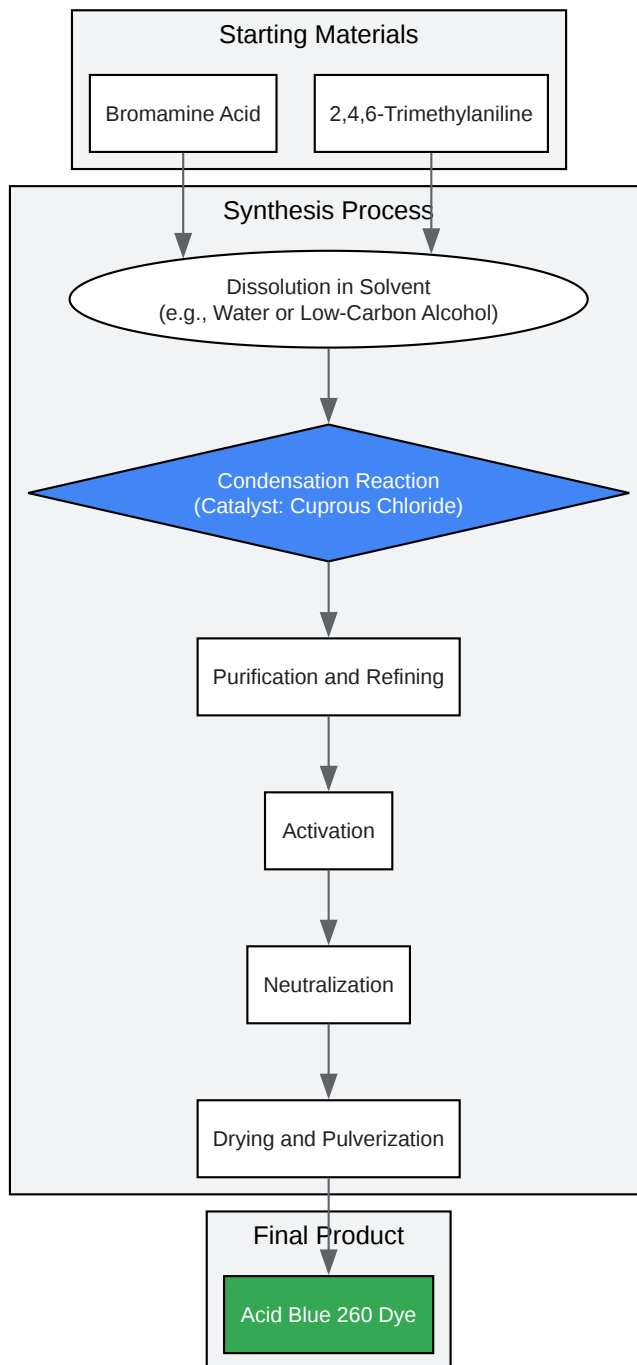 Starting Materials
Bromamine Acid
2,4,6-Trimethylaniline
Synthesis Process
Dissolution in Solvent
(e.g., Water or Low-Carbon Alcohol)
Condensation Reaction
(Catalyst: Cuprous Chloride)
Purification and Refining
Activation
Neutralization
Drying and Pulverization
Final Product
Acid Blue 260 Dye